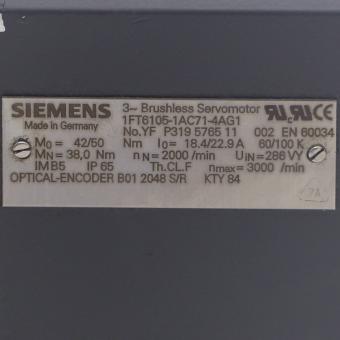 SIEMENS 3~ Brushless Servomotor
1FT6105-1AC71-4AG1
Made in Germany No.YF P319 5765 11 002 EN 60034
M0 = 42/50 Nm I0 = 18.4/22.9 A 60/100 K
MN = 38,0 Nm nN = 2000 /min UIN = 286 VY
IM B5 IP 65 Th.CL.F nmax= 3000 /min
OPTICAL-ENCODER B01 2048 S/R KTY 84